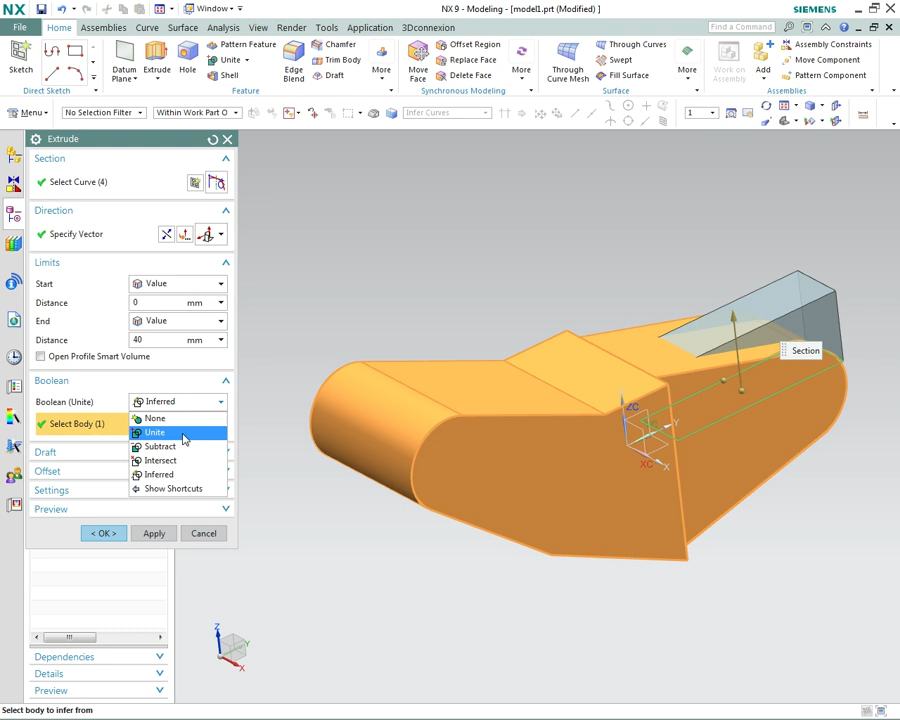 NX
Window
NX 9 - Modeling - [model1.prt (Modified) ]
SIEMENS
File
Home
Assemblies
Curve
Surface
Analysis
View
Render
Tools
Application
3Dconnexion
Find a Command
Sketch
Direct Sketch
Datum Plane
Extrude
Hole
Pattern Feature
Unite
Shell
Edge Blend
Chamfer
Trim Body
Draft
More
Feature
Move Face
Offset Region
Replace Face
Delete Face
More
Synchronous Modeling
Through Curve Mesh
Through Curves
Swept
Fill Surface
More
Surface
Work on Assembly
Add
Assembly Constraints
Move Component
Pattern Component
Assemblies
Menu
No Selection Filter
Within Work Part O
Infer Curves
1
Extrude
Section
Select Curve (4)
Direction
Specify Vector
Limits
Start
Value
Distance
0 mm
End
Value
Distance
40 mm
Open Profile Smart Volume
Boolean
Boolean (Unite)
Inferred
Select Body (1)
None
Unite
Subtract
Intersect
Inferred
Show Shortcuts
Draft
Offset
Settings
Preview
< OK >
Apply
Cancel
Section
ZC
Y
XC
X
Z
Y
X
Dependencies
Details
Preview
Select body to infer from